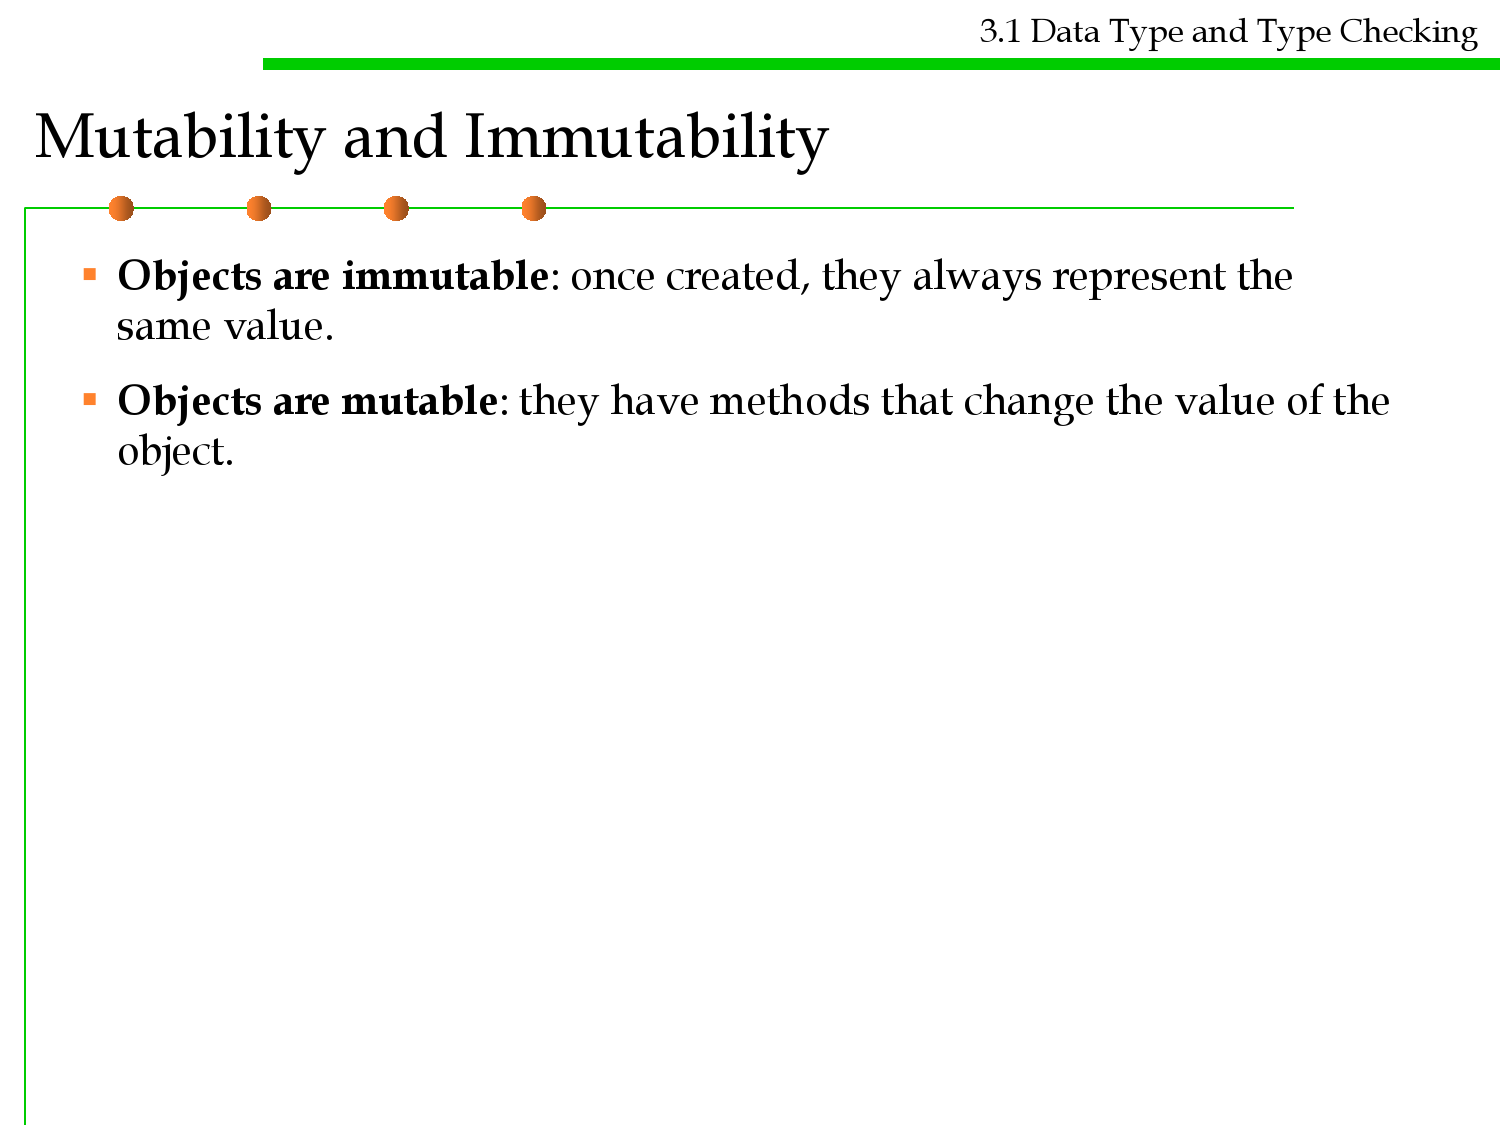 3.1 Data Type and Type Checking
Mutability and Immutability
▪ Objects are immutable: once created, they always represent the
same value.
▪ Objects are mutable: they have methods that change the value of the
object.